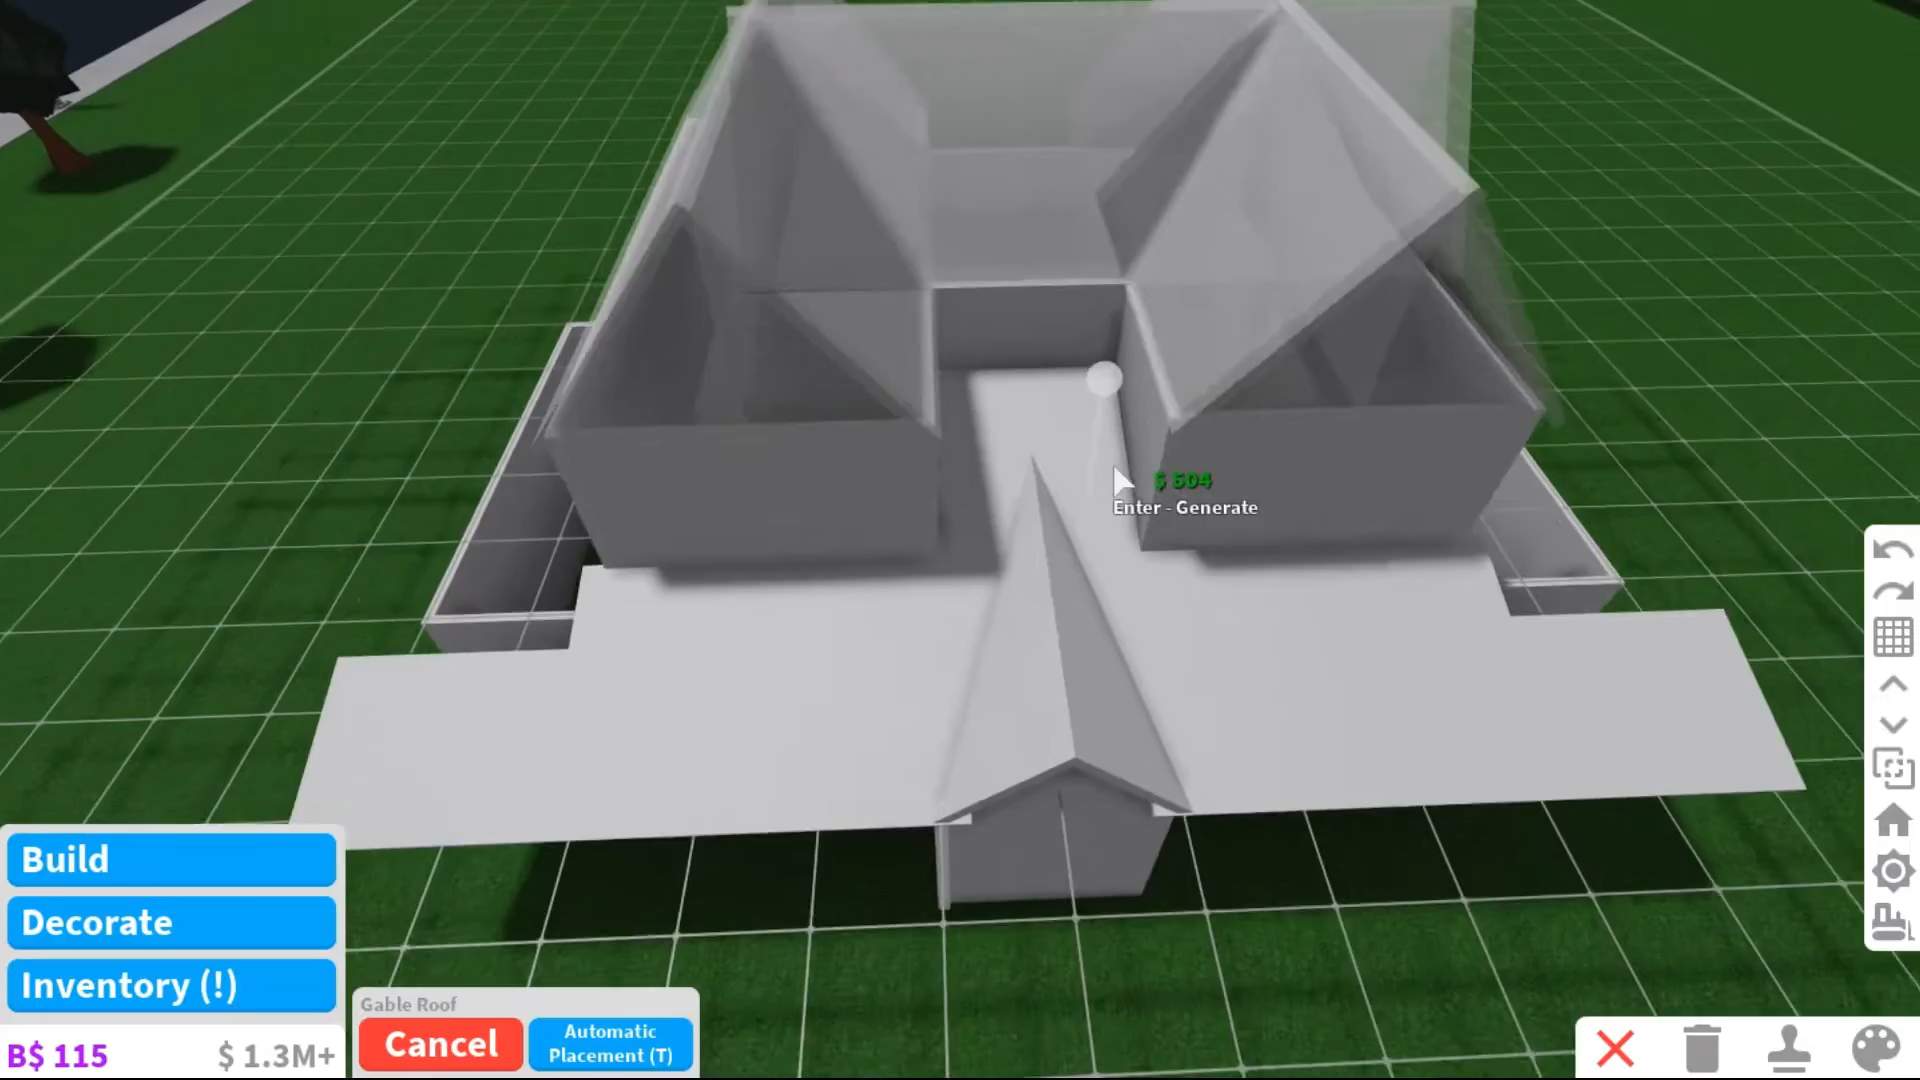 $ 504
Enter - Generate
Build
Decorate
Inventory (!)
B$ 115
$ 1.3M+
Gable Roof
Cancel
Automatic
Placement (T)